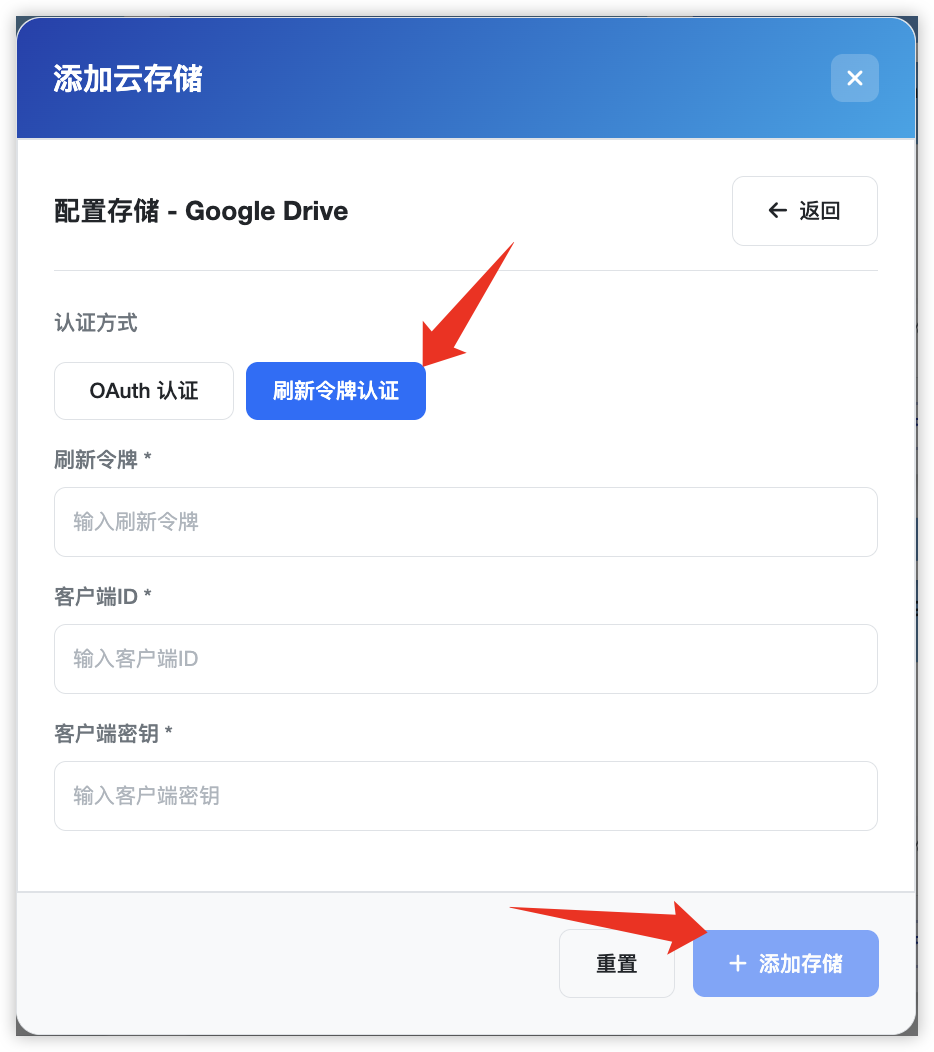 添加云存储
配置存储 - Google Drive
返回
认证方式
OAuth 认证
刷新令牌认证
刷新令牌 *
输入刷新令牌
客户端ID *
输入客户端ID
客户端密钥 *
输入客户端密钥
重置
添加存储